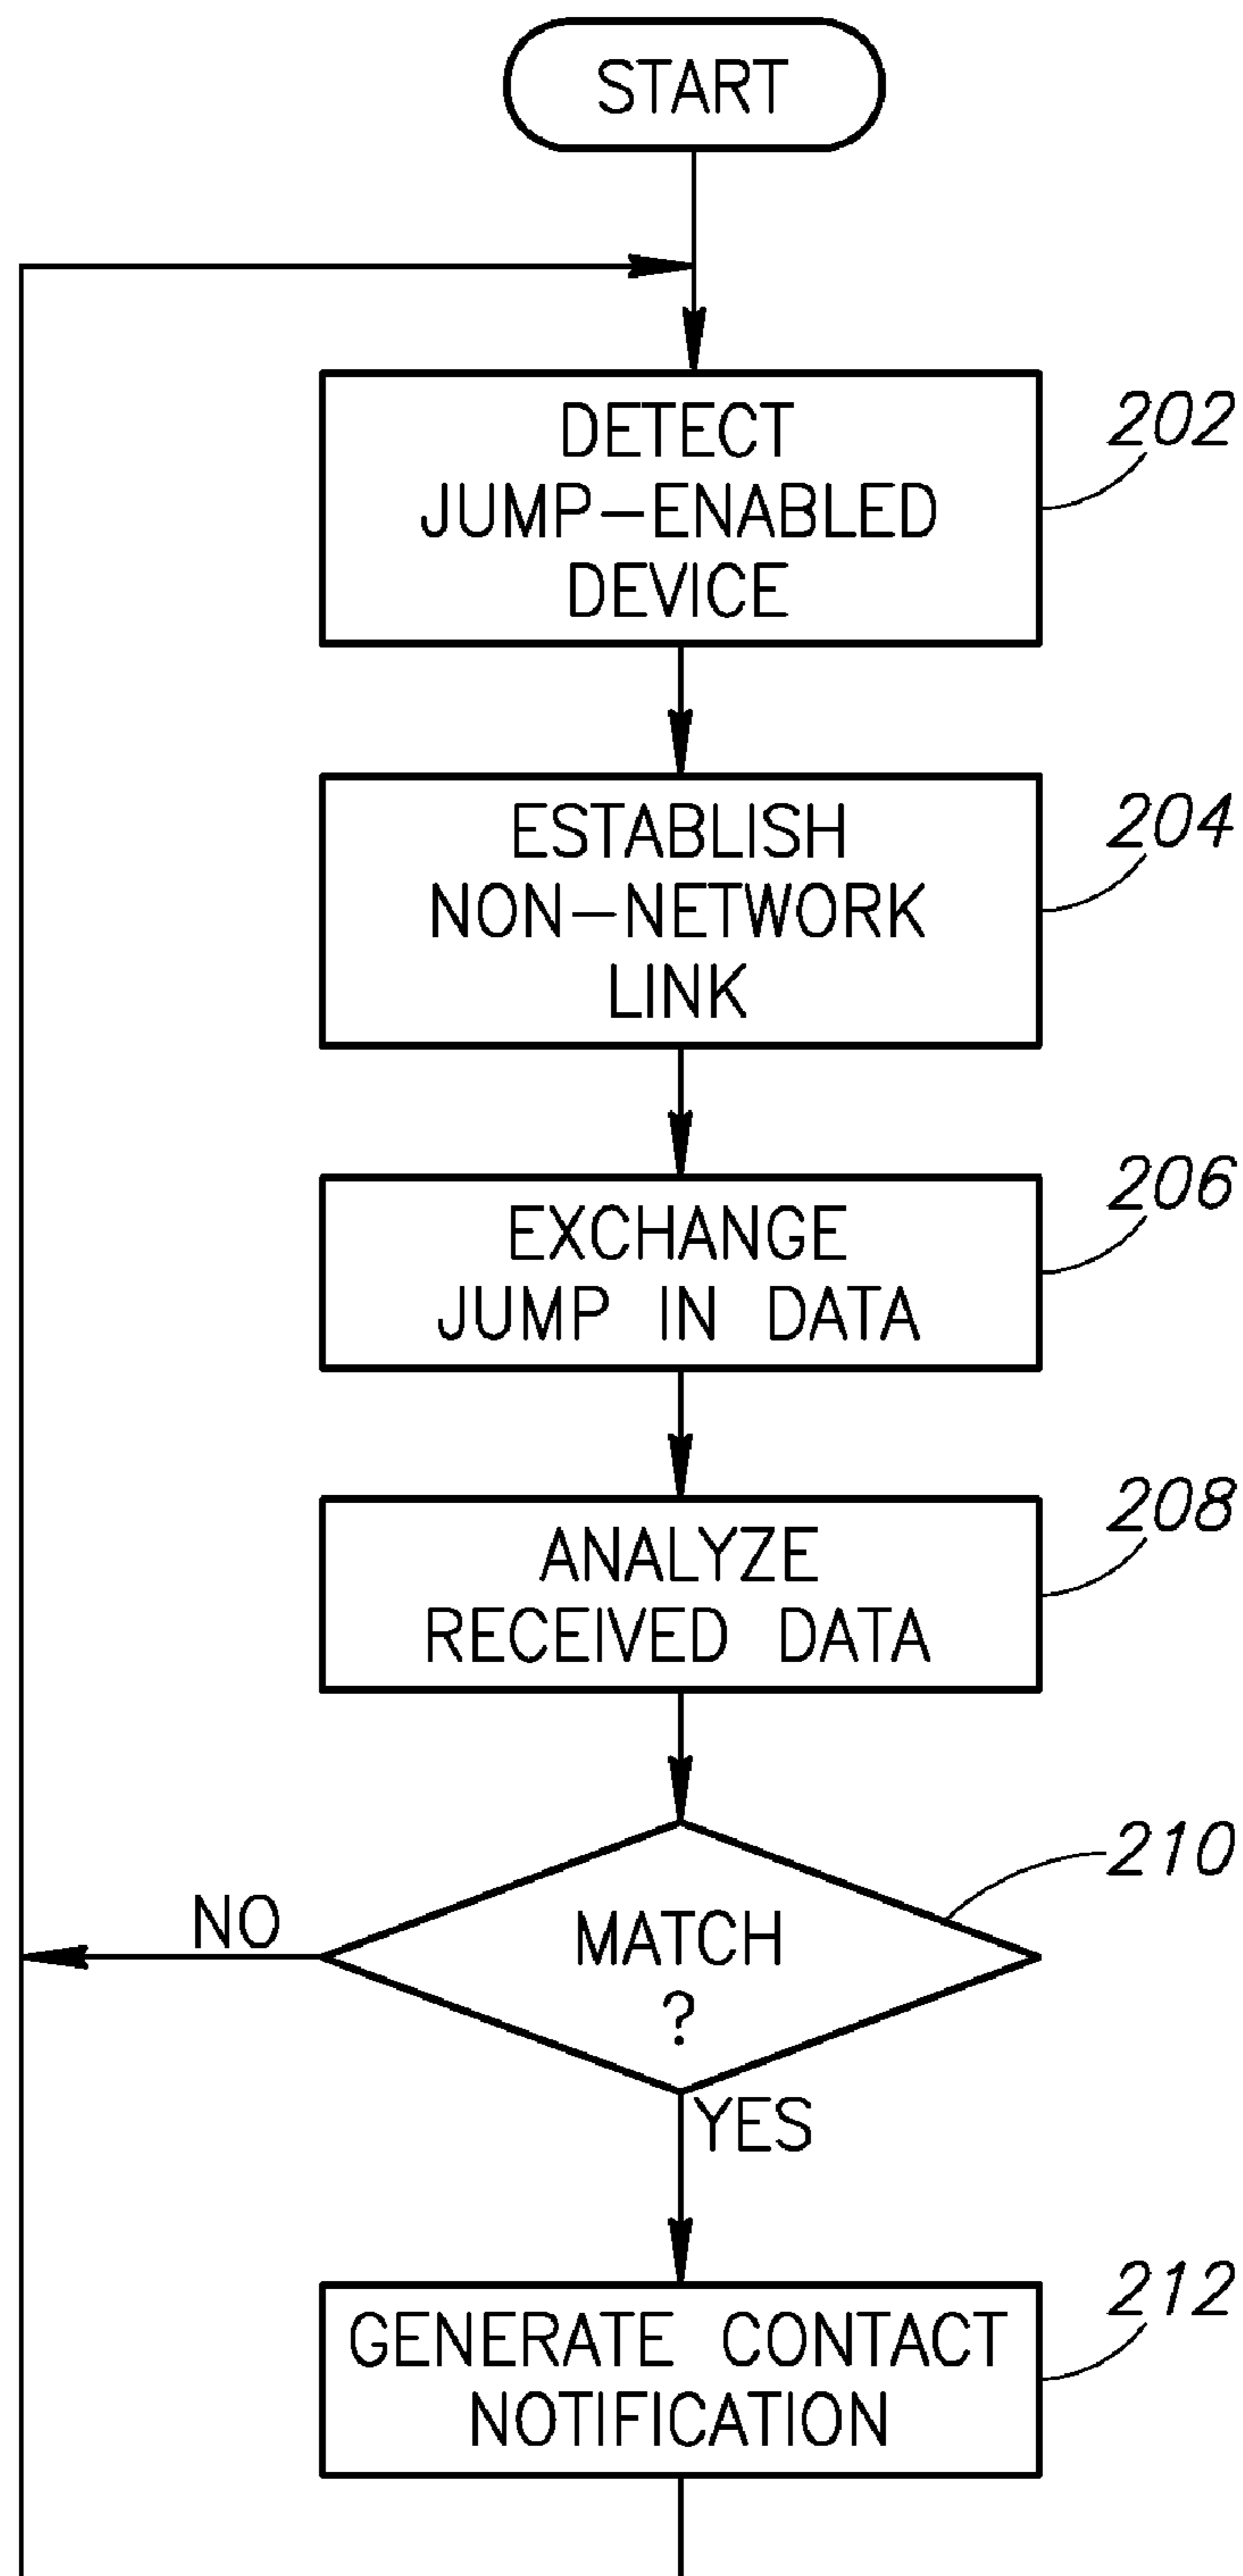 START
DETECT
JUMP-ENABLED
DEVICE
202
ESTABLISH
NON-NETWORK
LINK
204
EXCHANGE
JUMP IN DATA
206
ANALYZE
RECEIVED DATA
208
MATCH
?
210
NO
YES
GENERATE CONTACT
NOTIFICATION
212